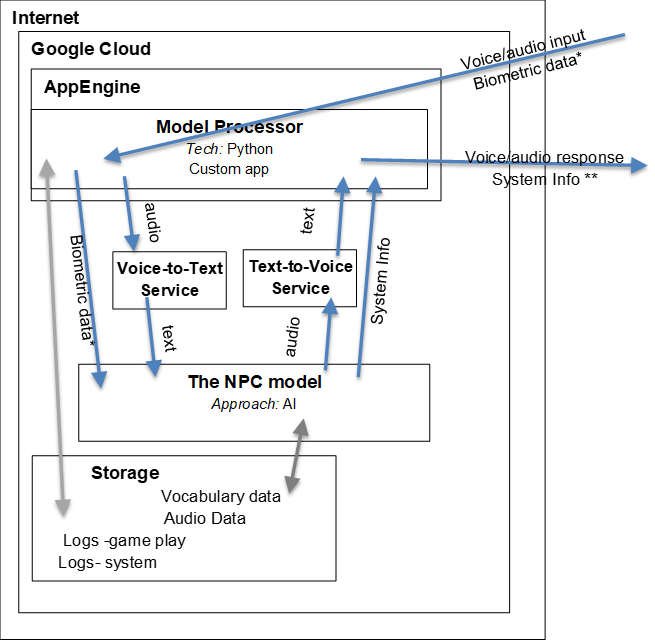 Internet
Google Cloud
AppEngine
Voice/audio input
Biometric data*
Model Processor
Tech: Python
Custom app
Voice/audio response
System Info **
audio
text
Biometric data*
Voice-to-Text
Service
Text-to-Voice
Service
System Info
text
audio
The NPC model
Approach: AI
Storage
Vocabulary data
Audio Data
Logs -game play
Logs- system